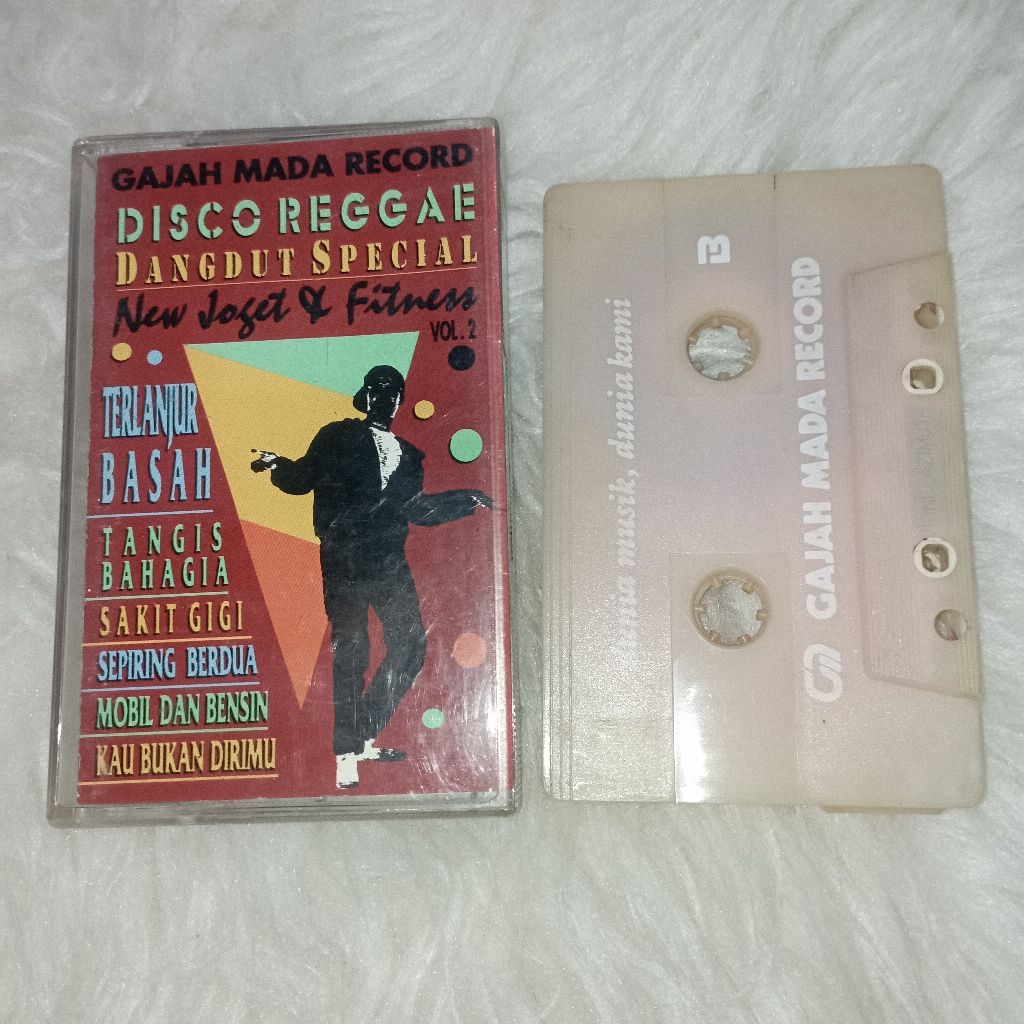 GAJAH MADA RECORD
DISCO REGGAE
DANGDUT SPECIAL
New Joget & Fitness
VOL. 2
TERLANJUR
BASAH
TANGIS
BAHAGIA
SAKIT GIGI
SEPIRING BERDUA
MOBIL DAN BENSIN
KAU BUKAN DIRIMU
B
GAJAH MADA RECORD
dunia musik, dunia kami